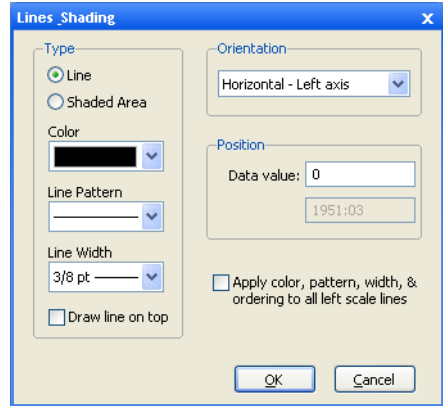 Lines_Shading
Type
Line
Shaded Area
Color
Line Pattern
Line Width
3/8 pt
Draw line on top
Orientation
Horizontal - Left axis
Position
Data value: 0
1951:03
Apply color, pattern, width, &
ordering to all left scale lines
OK
Cancel